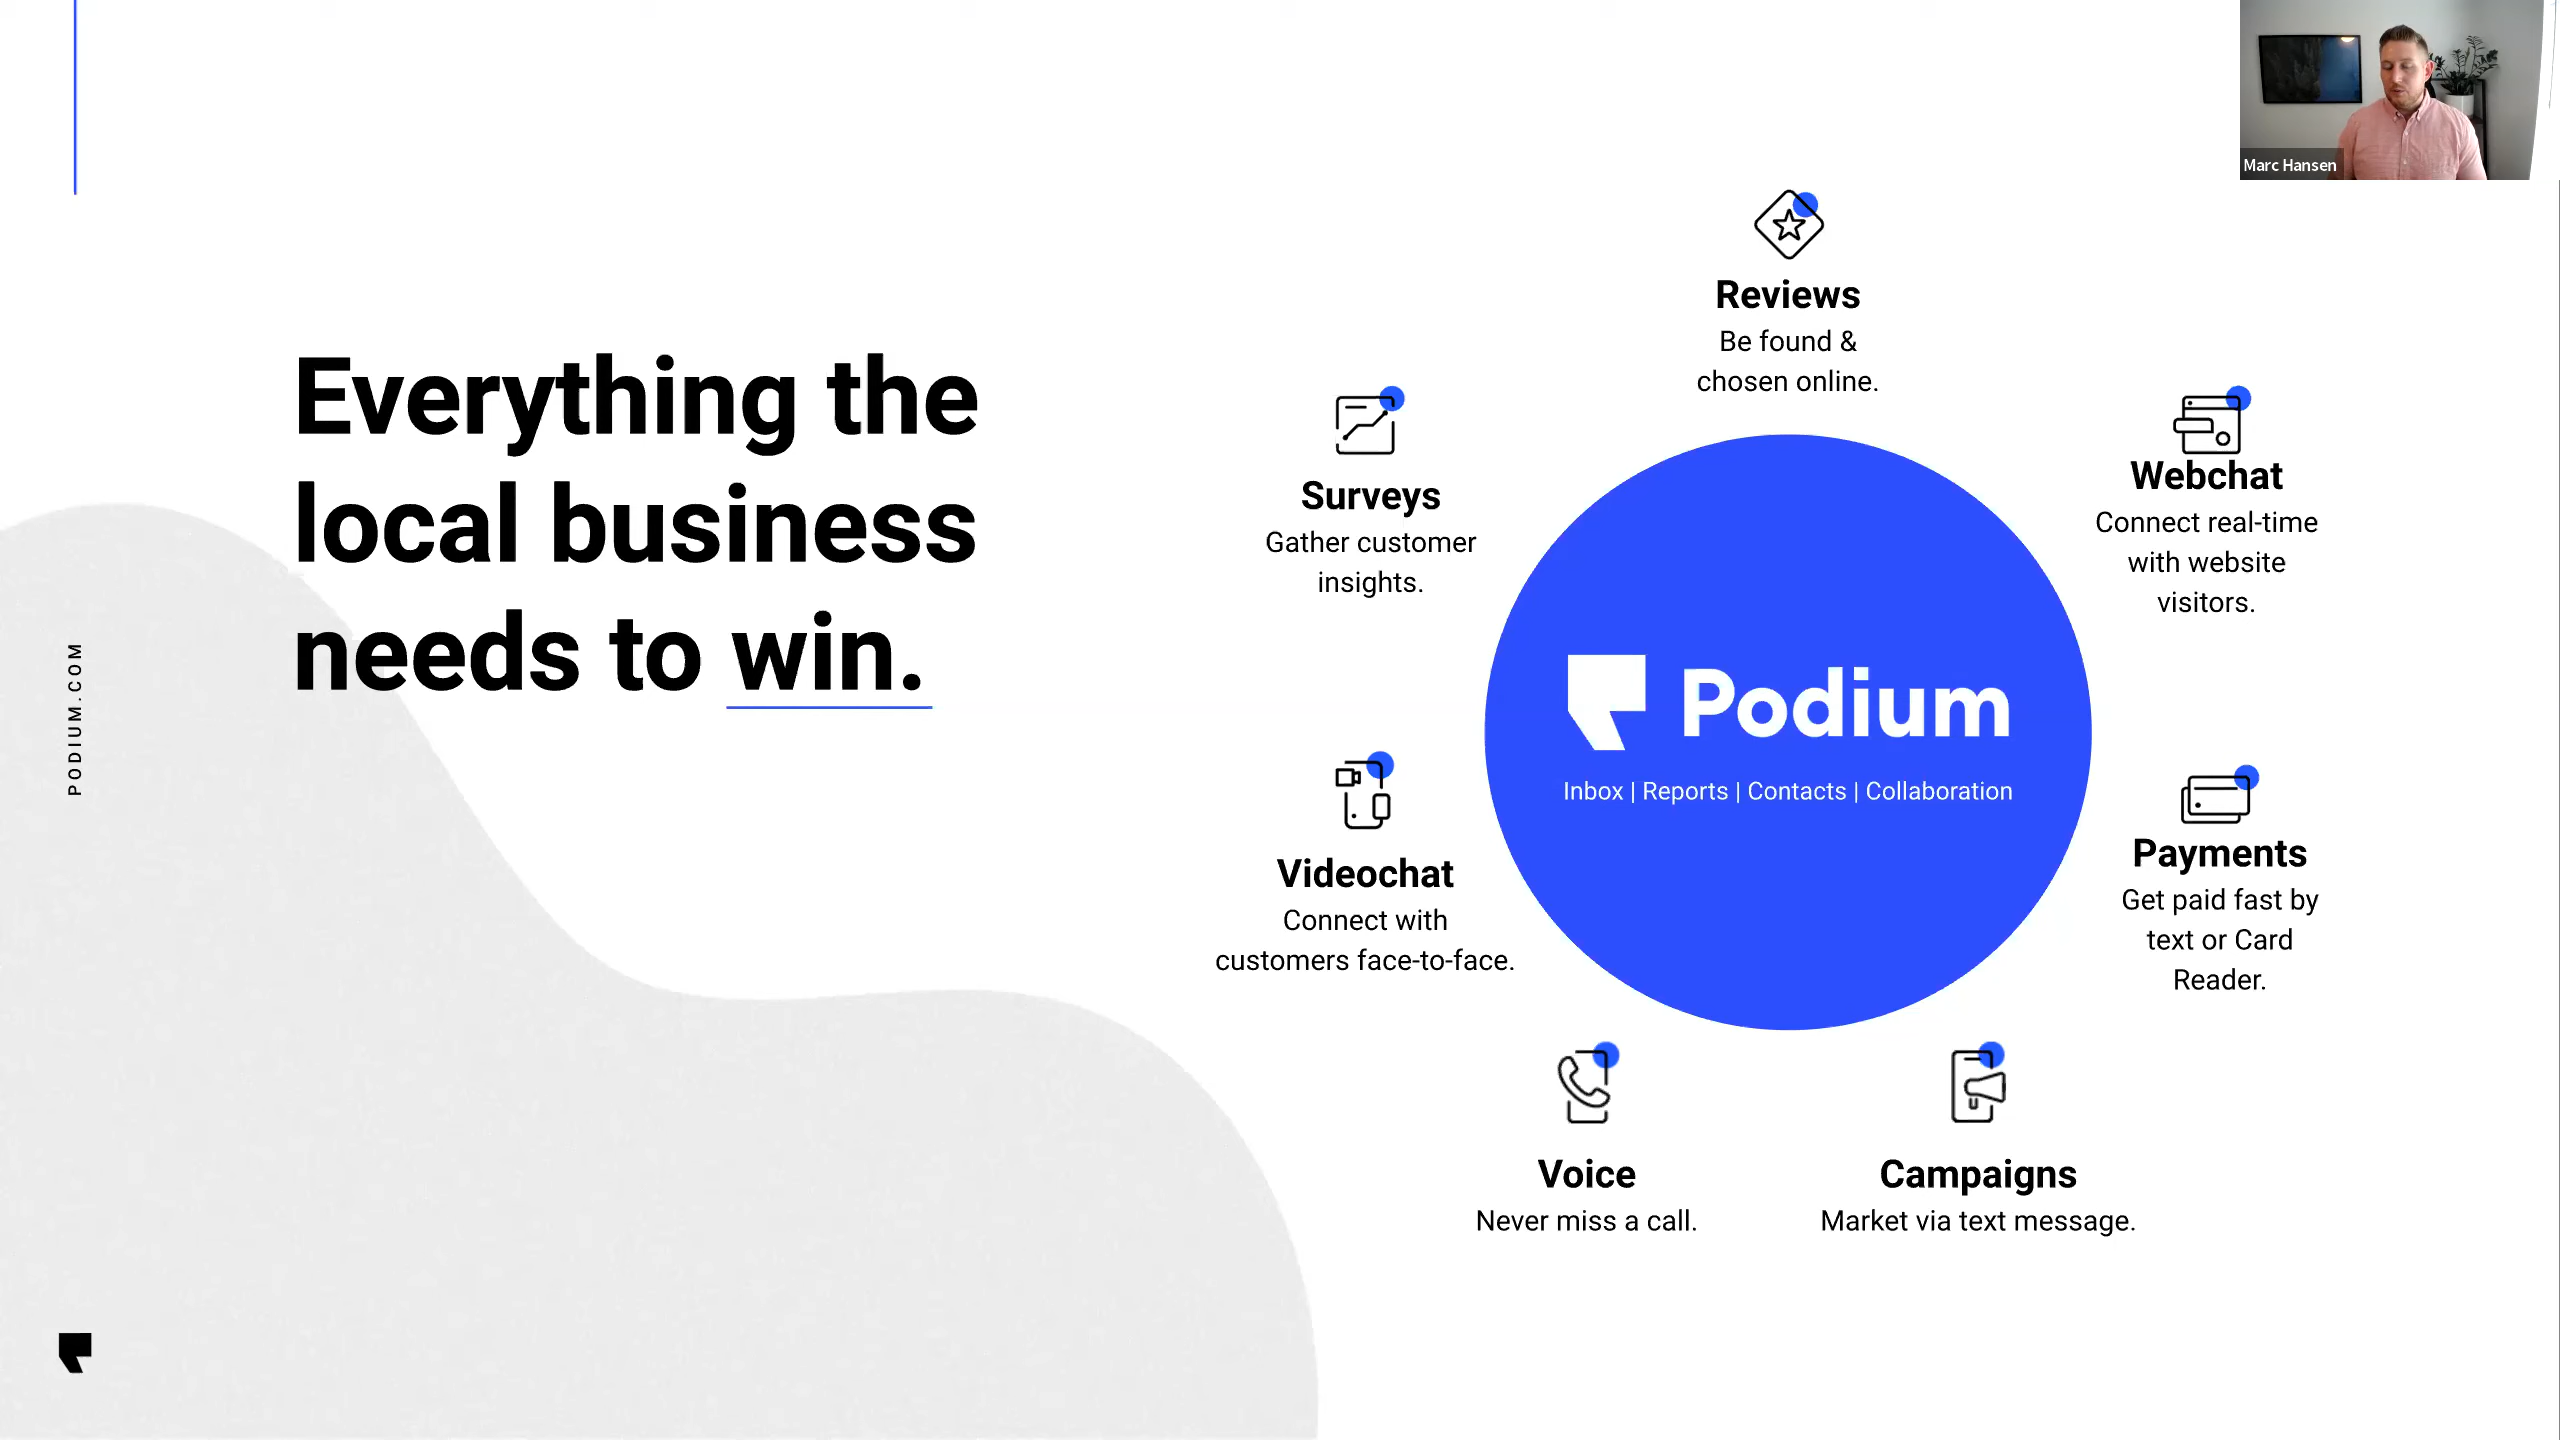 Marc Hansen
Everything the
local business
needs to win.
PODIUM.COM
Reviews
Be found &
chosen online.
Webchat
Connect real-time
with website
visitors.
Payments
Get paid fast by
text or Card
Reader.
Campaigns
Market via text message.
Voice
Never miss a call.
Videochat
Connect with
customers face-to-face.
Surveys
Gather customer
insights.
Podium
Inbox | Reports | Contacts | Collaboration